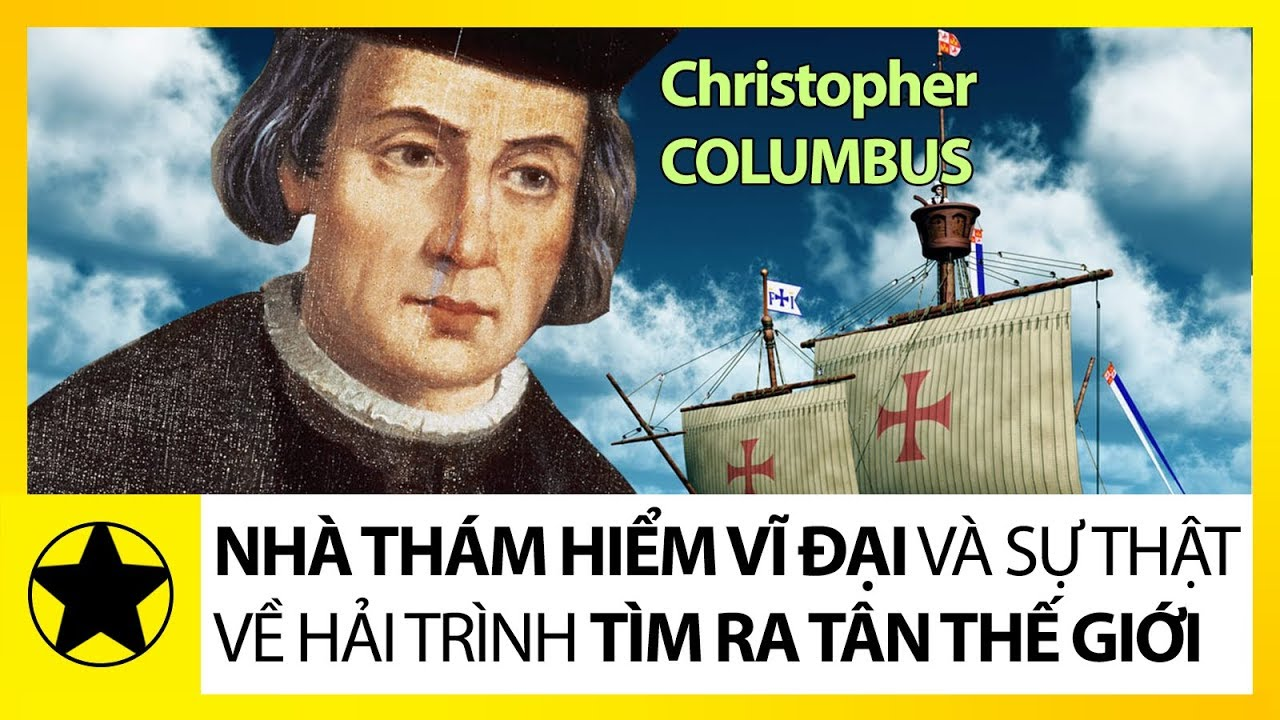 Christopher
COLUMBUS
NHÀ THÁM HIỂM VĨ ĐẠI VÀ SỰ THẬT
VỀ HẢI TRÌNH TÌM RA TÂN THẾ GIỚI